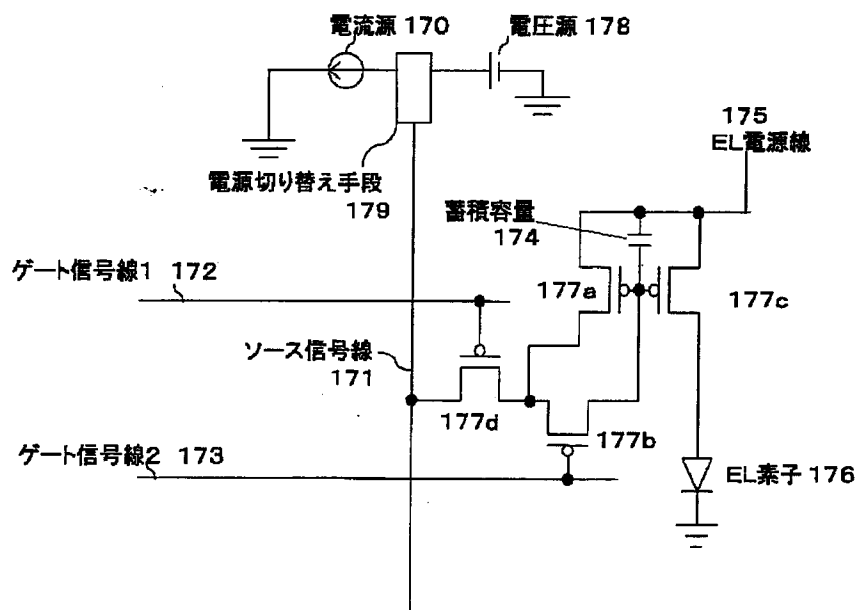 電流源 170
電圧源 178
175
EL電源線
電源切り替え手段
179
蓄積容量
174
ゲート信号線1 172
177a
177c
ソース信号線
171
177d
177b
ゲート信号線2 173
EL素子 176